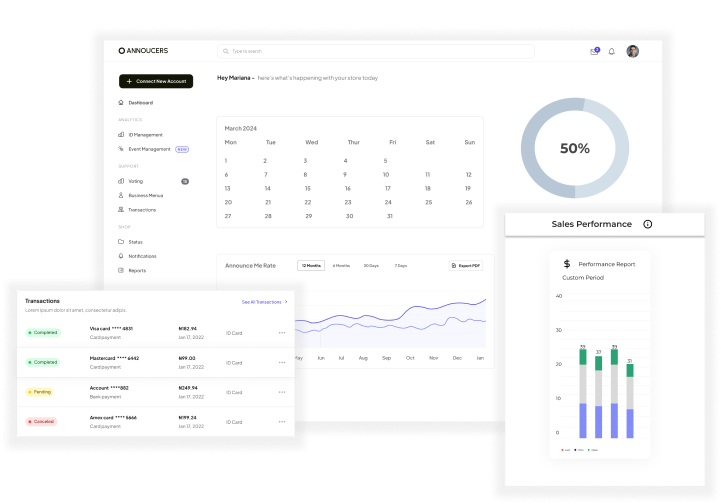 ANNOUCERS
Type to search
2
Connect New Account
Hey Mariana - here's what's happening with your store today
Dashboard
ANALYTICS
ID Management
Event Management NEW
SUPPORT
Voting
Business Menus
Transactions
SHOP
Status
Notifications
Reports
March 2024
Mon Tue Wed Thur Fri Sat Sun
1 2 3 4 5
6 7 8 9 10 11 12
13 14 15 16 17 18 19
20 21 22 23 24 25 26
27 28 29 30 31
50%
Announce Me Rate 12 Months 6 Months 30 Days 7 Days Export PDF
May Jun Jul Aug Sep Oct Nov Dec Jan
Transactions
See All Transactions >
Lorem ipsum dolor sit amet, consectetur adipis.
Completed Visa card **** 4831 ₦182.94 ID Card
Card payment Jan 17, 2022
Completed Mastercard **** 6442 ₦99.00 ID Card
Card payment Jan 17, 2022
Pending Account ****882 ₦249.94 ID Card
Bank payment Jan 17, 2022
Canceled Amex card **** 5666 ₦199.24 ID Card
Card payment Jan 17, 2022
Sales Performance
$ Performance Report
Custom Period
40
30
20
10
0
39 37 39 31